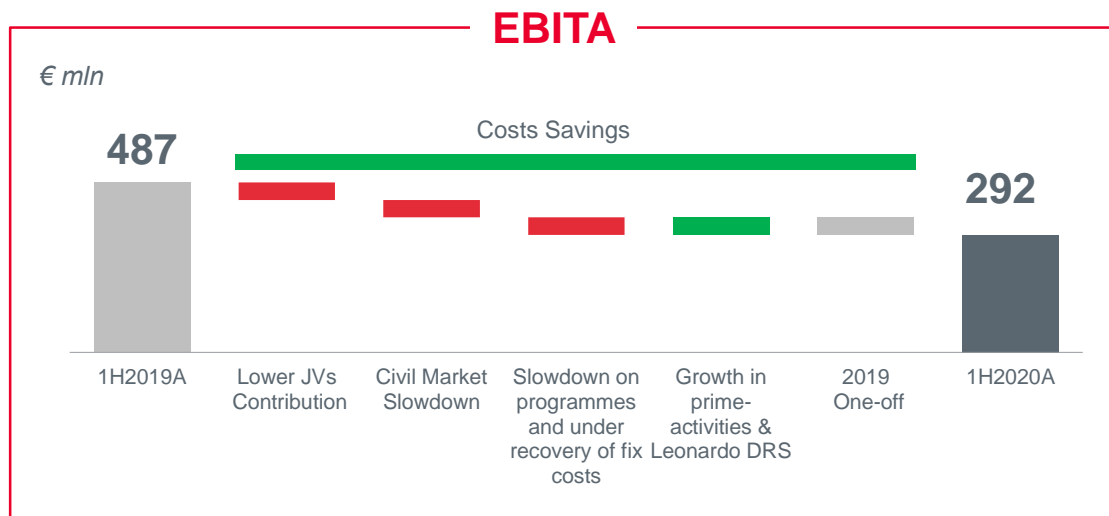 EBITA
€ mln
Costs Savings
487
292
1H2019A
Lower JVs
Contribution
Civil Market
Slowdown
Slowdown on
programmes
and under
recovery of fix
costs
Growth in
prime-
activities &
Leonardo DRS
2019
One-off
1H2020A